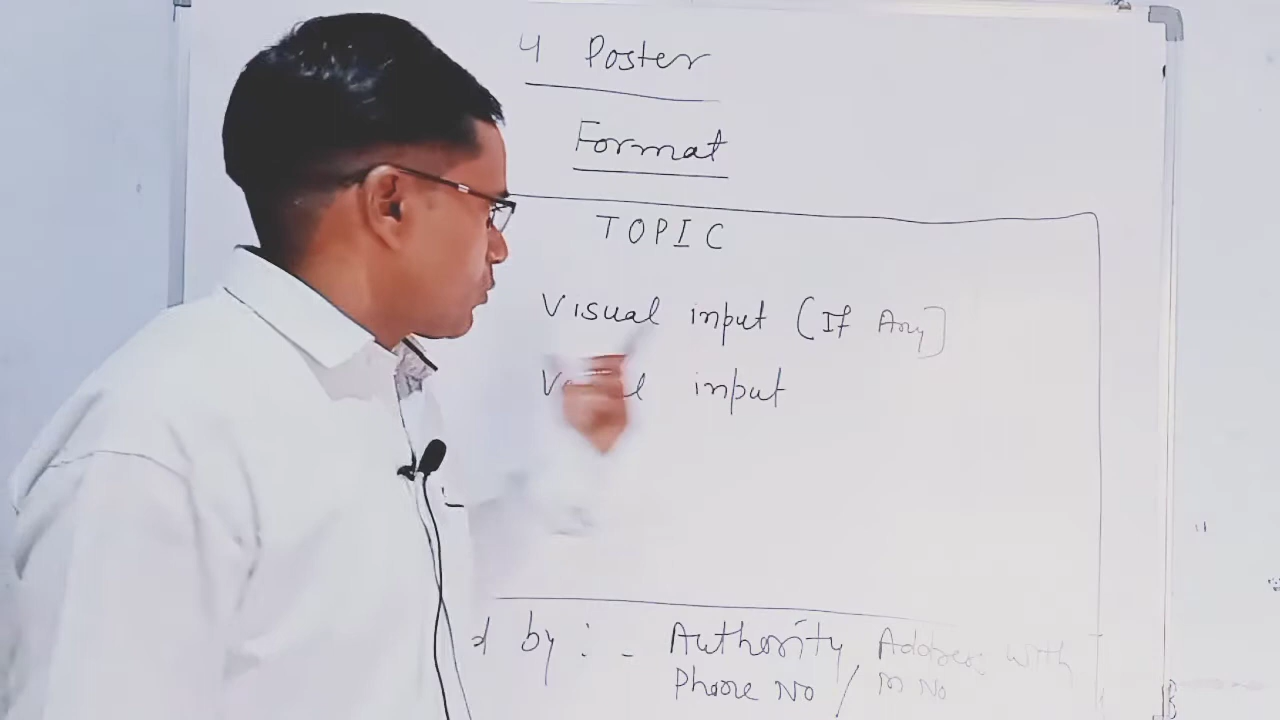 4 Poster
Format
TOPIC
Visual input (If Any]
input
by : - Authority Address with
Phone No / M No